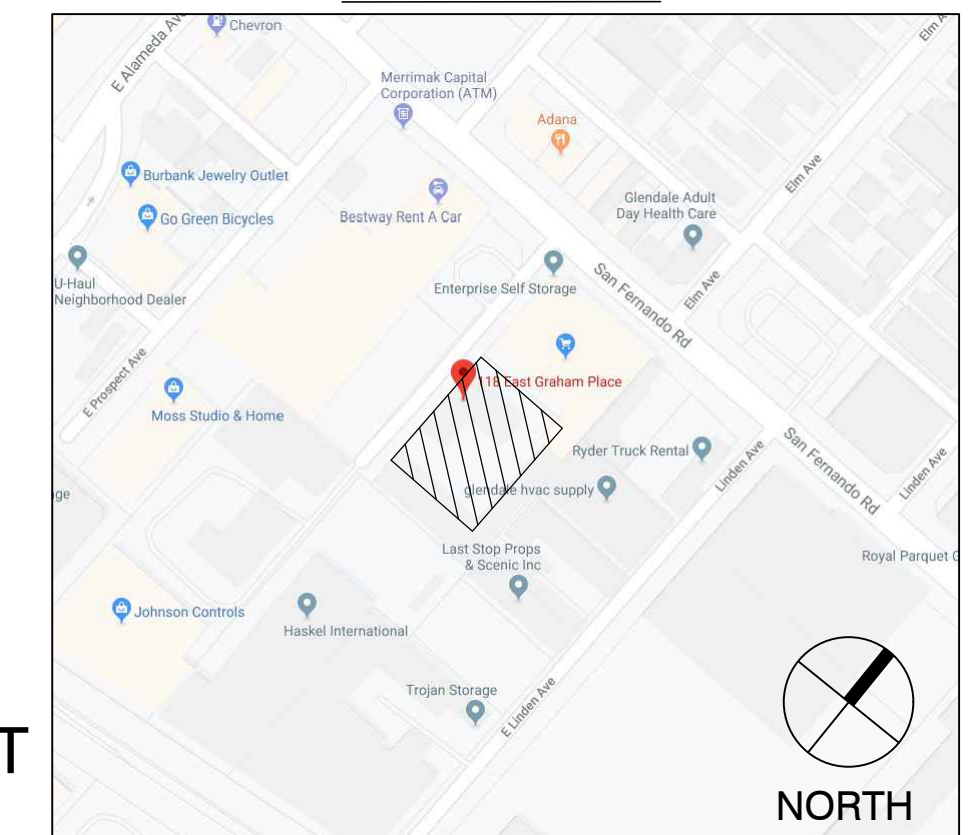 E Alameda Av
Chevron
Elm A
Merrimak Capital
Corporation (ATM)
Adana
Elm Ave
Burbank Jewelry Outlet
Glendale Adult
Day Health Care
Go Green Bicycles
Bestway Rent A Car
U-Haul
Neighborhood Dealer
Enterprise Self Storage
San Fernando Rd
Elm Ave
E Prospect Ave
118 East Graham Place
Moss Studio & Home
Ryder Truck Rental
Linden Ave
San Fernando Rd
Linden Ave
ge
glendale hvac supply
Last Stop Props
& Scenic Inc
Royal Parquet
Johnson Controls
Haskel International
Trojan Storage
E Linden Ave
T
NORTH